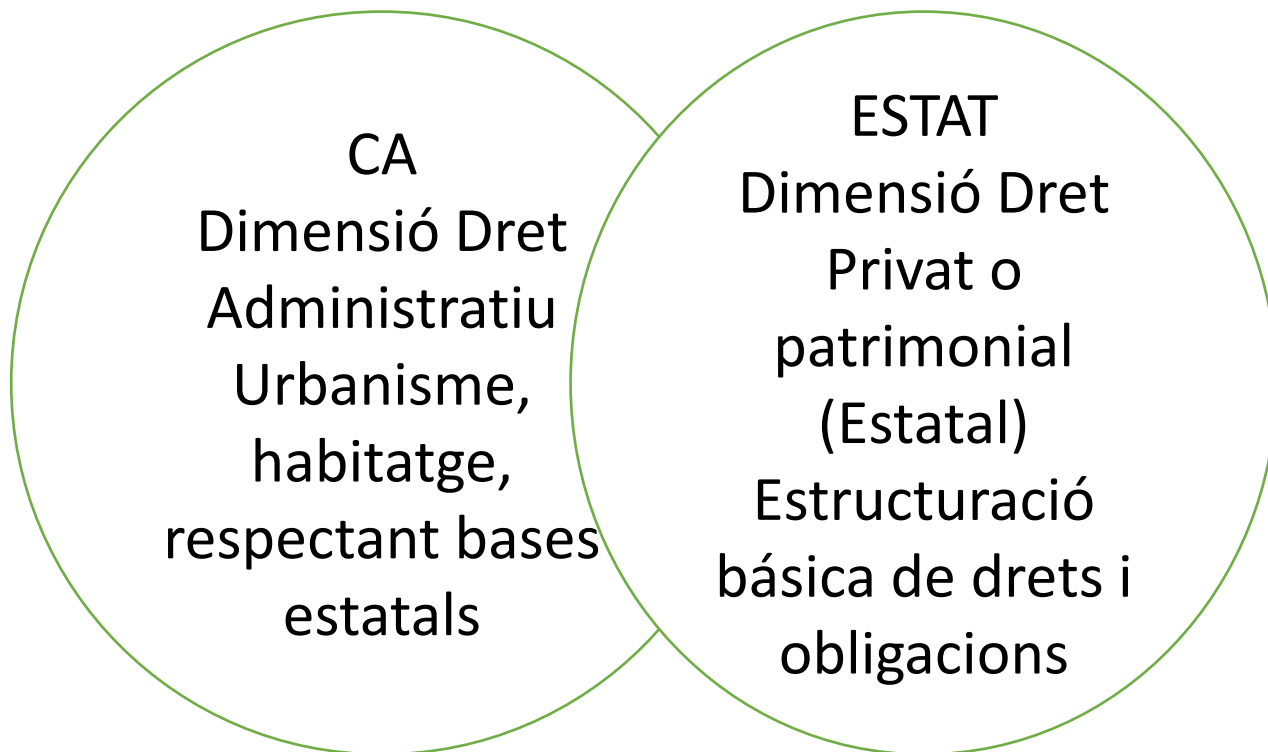 CA
Dimensió Dret
Administratiu
Urbanisme,
habitatge,
respectant bases
estatals
ESTAT
Dimensió Dret
Privat o
patrimonial
(Estatal)
Estructuració
básica de drets i
obligacions